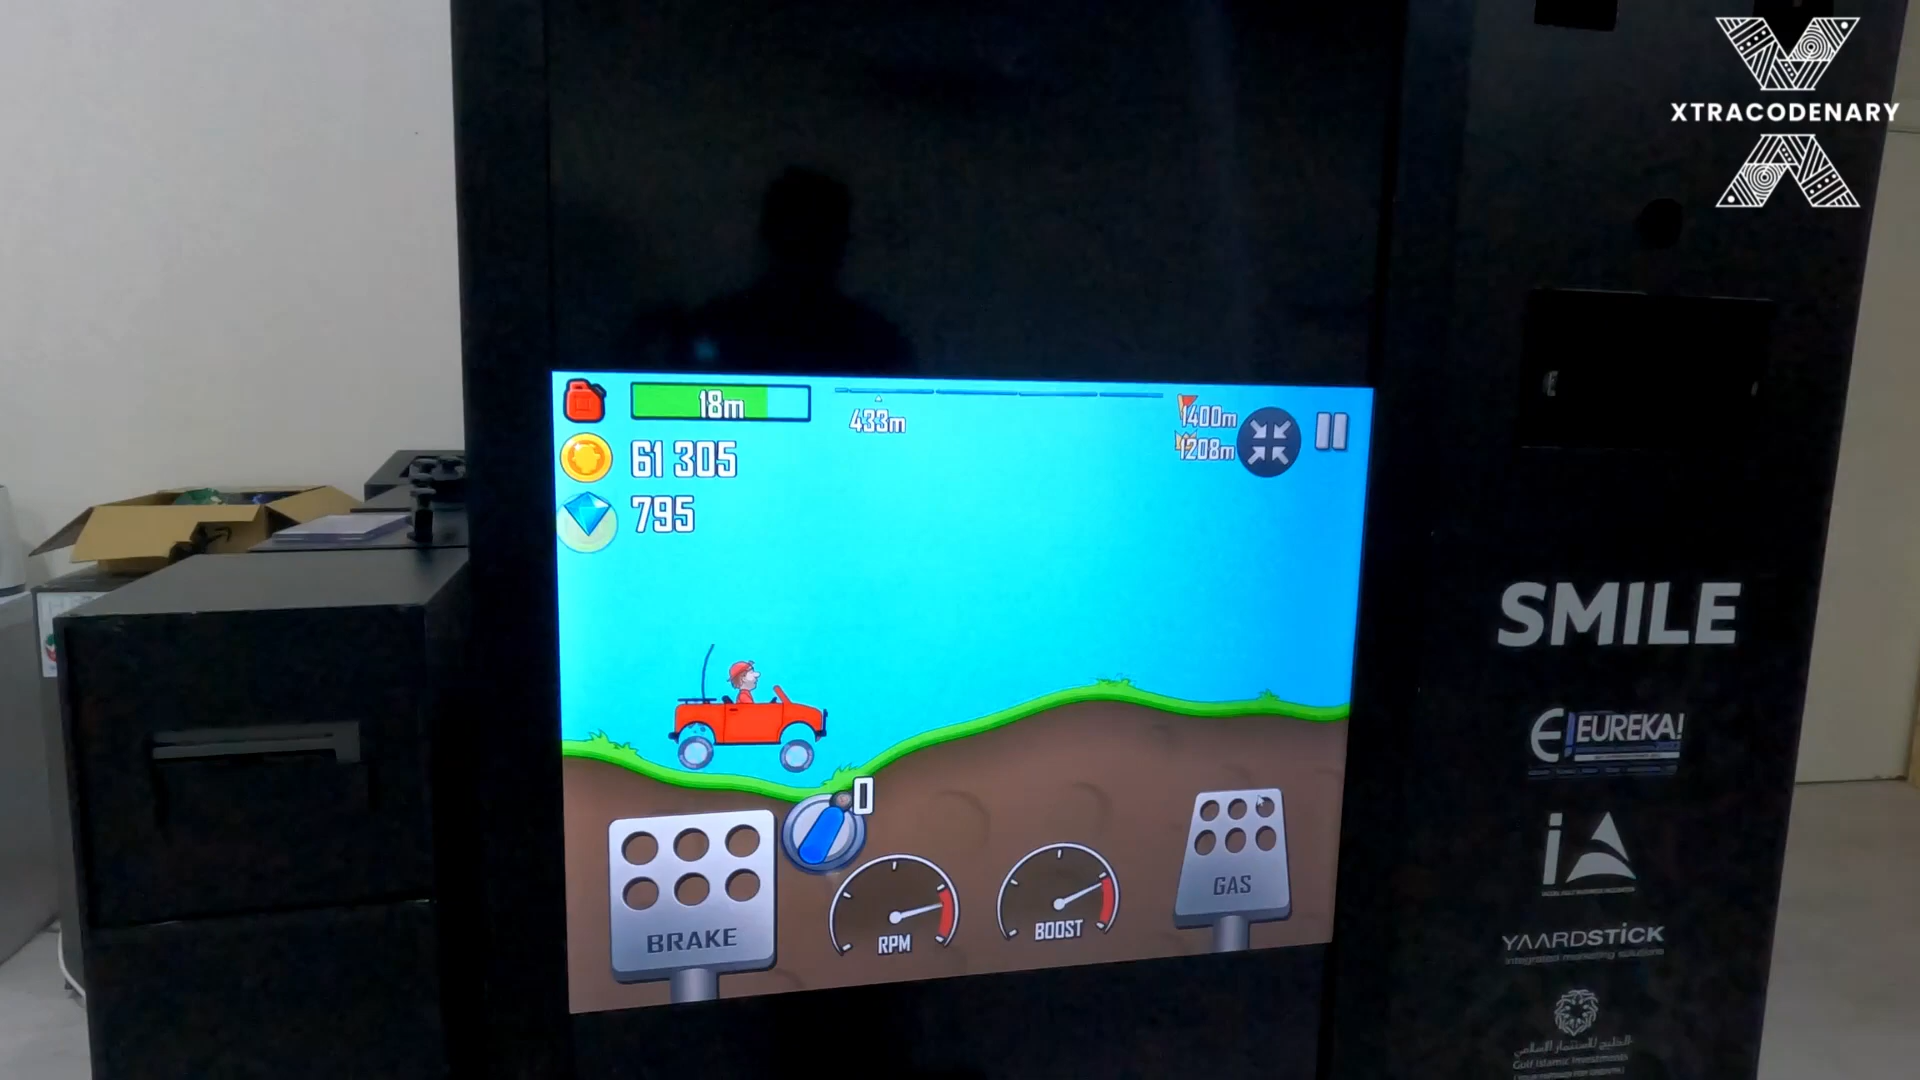 XTRACODENARY
18m
433m
1400m
1208m
61 305
795
0
BRAKE
RPM
BOOST
GAS
SMILE
E!EUREKA!
iA
YAARDSTiCK
integrated marketing solutions
الخليج للاستثمار الإسلامي
Gulf Islamic Investments